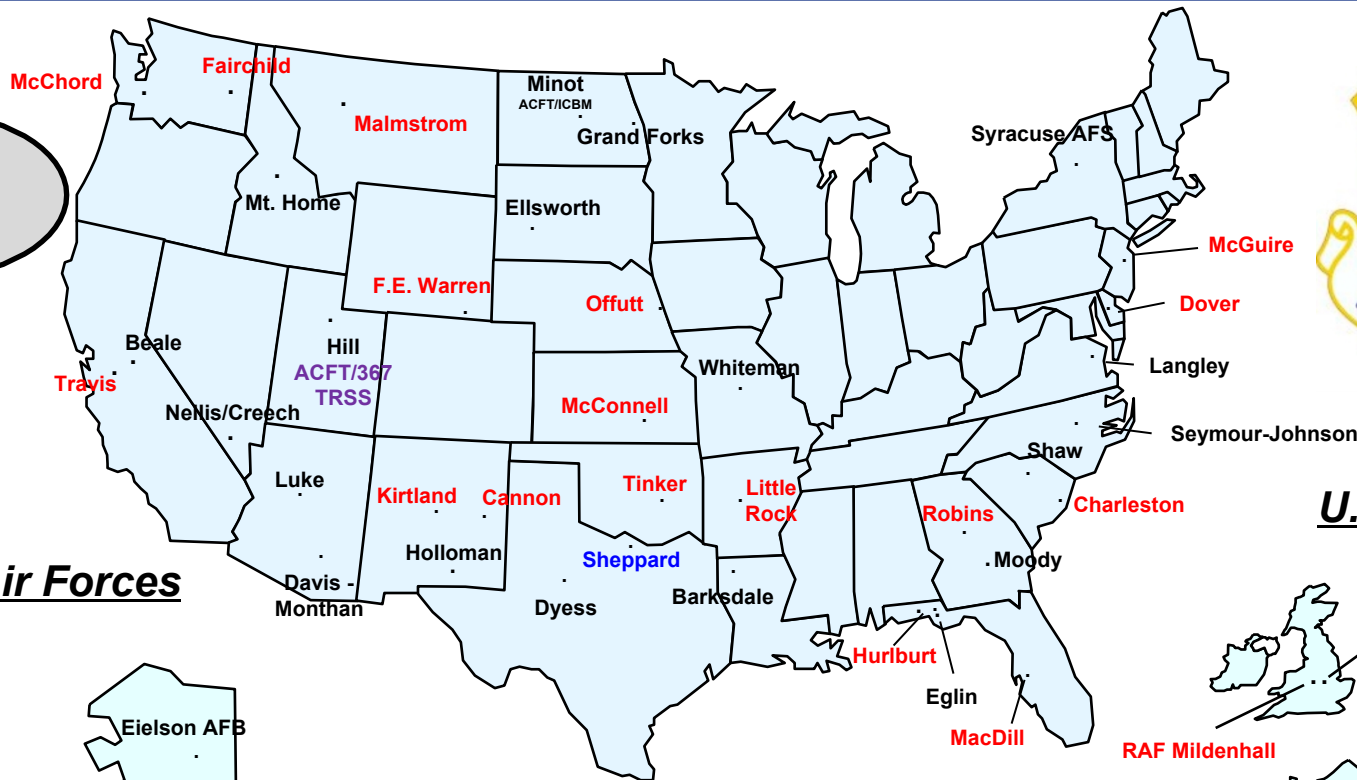 McChord
Fairchild
Malmstrom
Minot
ACFT/ICBM
Grand Forks
Syracuse AFS
Mt. Home
Ellsworth
McGuire
F.E. Warren
Offutt
Dover
Beale
Hill
ACFT/367
TRSS
Whiteman
Langley
Travis
Nellis/Creech
McConnell
Seymour-Johnson
Shaw
Luke
Kirtland
Cannon
Tinker
Little
Rock
Robins
Charleston
U.
Holloman
Sheppard
Moody
ir Forces
Davis -
Monthan
Dyess
Barksdale
Hurlburt
Eglin
Eielson AFB
MacDill
RAF Mildenhall